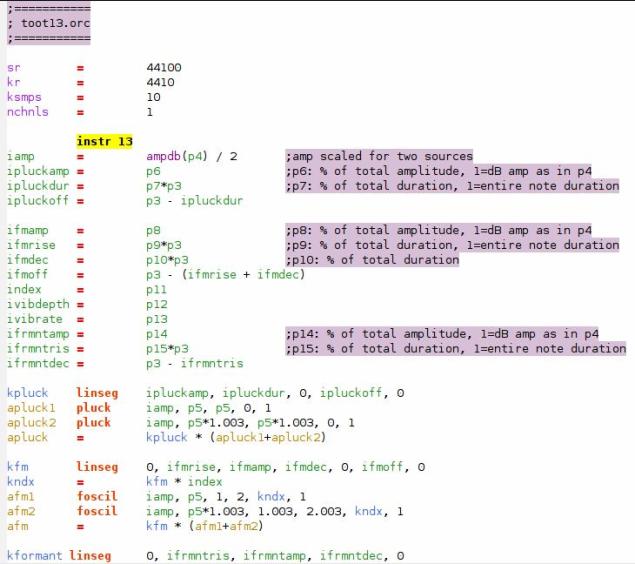 ;===========
; toot13.orc
;===========
sr = 44100
kr = 4410
ksmps = 10
nchnls = 1
instr 13
iamp = ampdb(p4) / 2 ;amp scaled for two sources
ipluckamp = p6 ;p6: % of total amplitude, 1=dB amp as in p4
ipluckdur = p7*p3 ;p7: % of total duration, 1=entire note duration
ipluckoff = p3 - ipluckdur
ifmamp = p8 ;p8: % of total amplitude, 1=dB amp as in p4
ifmrise = p9*p3 ;p9: % of total duration, 1=entire note duration
ifmdec = p10*p3 ;p10: % of total duration
ifmoff = p3 - (ifmrise + ifmdec)
index = p11
ivibdepth = p12
ivibrate = p13
ifrmntamp = p14 ;p14: % of total amplitude, 1=dB amp as in p4
ifrmntris = p15*p3 ;p15: % of total duration, 1=entire note duration
ifrmntdec = p3 - ifrmntris
kpluck linseg ipluckamp, ipluckdur, 0, ipluckoff, 0
apluck1 pluck iamp, p5, p5, 0, 1
apluck2 pluck iamp, p5*1.003, p5*1.003, 0, 1
apluck = kpluck * (apluck1+apluck2)
kfm linseg 0, ifmrise, ifmamp, ifmdec, 0, ifmoff, 0
kndx = kfm * index
afm1 foscil iamp, p5, 1, 2, kndx, 1
afm2 foscil iamp, p5*1.003, 1.003, 2.003, kndx, 1
afm = kfm * (afm1+afm2)
kformant linseg 0, ifrmntris, ifrmntamp, ifrmntdec, 0